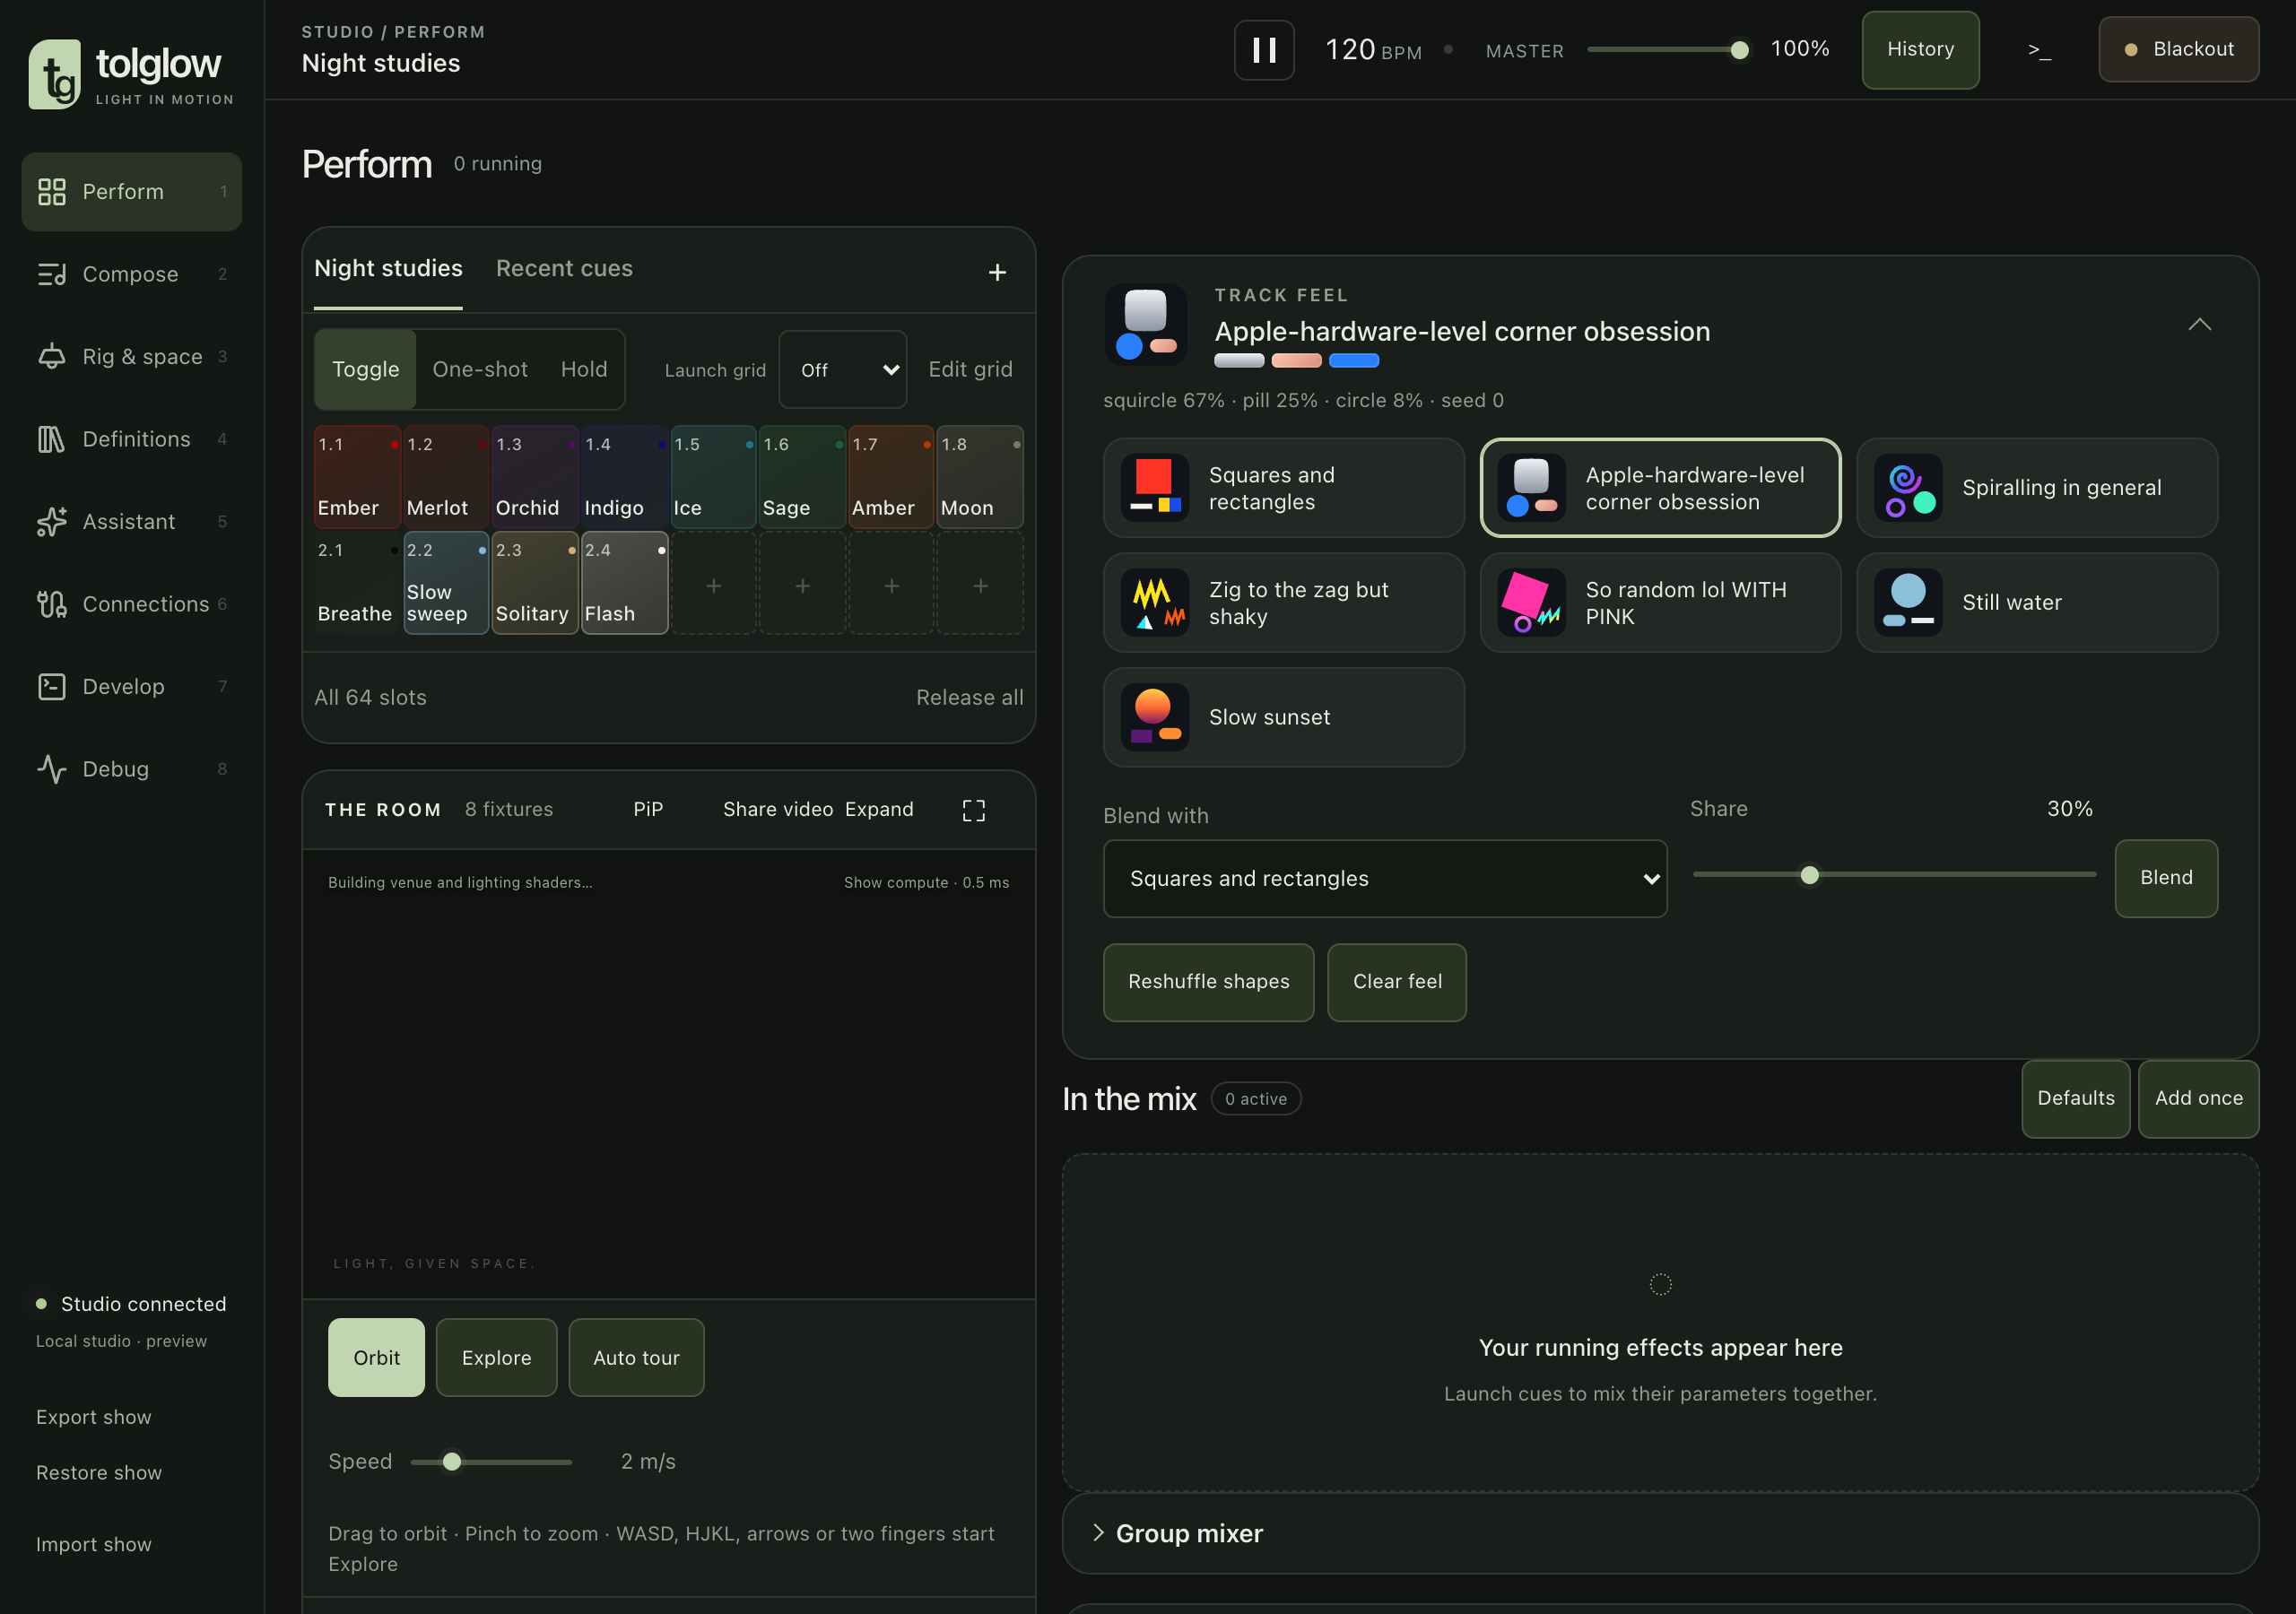 tg
tolglow
LIGHT IN MOTION
Perform 1
Compose 2
Rig & space 3
Definitions 4
Assistant 5
Connections 6
Develop 7
Debug 8
Studio connected
Local studio · preview
Export show
Restore show
Import show
STUDIO / PERFORM
Night studies
120 BPM
MASTER
100%
History
>_
Blackout
Perform
0 running
Night studies
Recent cues
+
Toggle
One-shot
Hold
Launch grid
Off
Edit grid
1.1
Ember
1.2
Merlot
1.3
Orchid
1.4
Indigo
1.5
Ice
1.6
Sage
1.7
Amber
1.8
Moon
2.1
Breathe
2.2
Slow
sweep
2.3
Solitary
2.4
Flash
+
+
+
+
All 64 slots
Release all
THE ROOM
8 fixtures
PiP
Share video
Expand
Building venue and lighting shaders…
Show compute · 0.5 ms
LIGHT, GIVEN SPACE.
Orbit
Explore
Auto tour
Speed
2 m/s
Drag to orbit · Pinch to zoom · WASD, HJKL, arrows or two fingers start
Explore
TRACK FEEL
Apple-hardware-level corner obsession
squircle 67% · pill 25% · circle 8% · seed 0
Squares and
rectangles
Apple-hardware-level
corner obsession
Spiralling in general
Zig to the zag but
shaky
So random lol WITH
PINK
Still water
Slow sunset
Blend with
Squares and rectangles
Share
30%
Blend
Reshuffle shapes
Clear feel
In the mix
0 active
Defaults
Add once
Your running effects appear here
Launch cues to mix their parameters together.
Group mixer